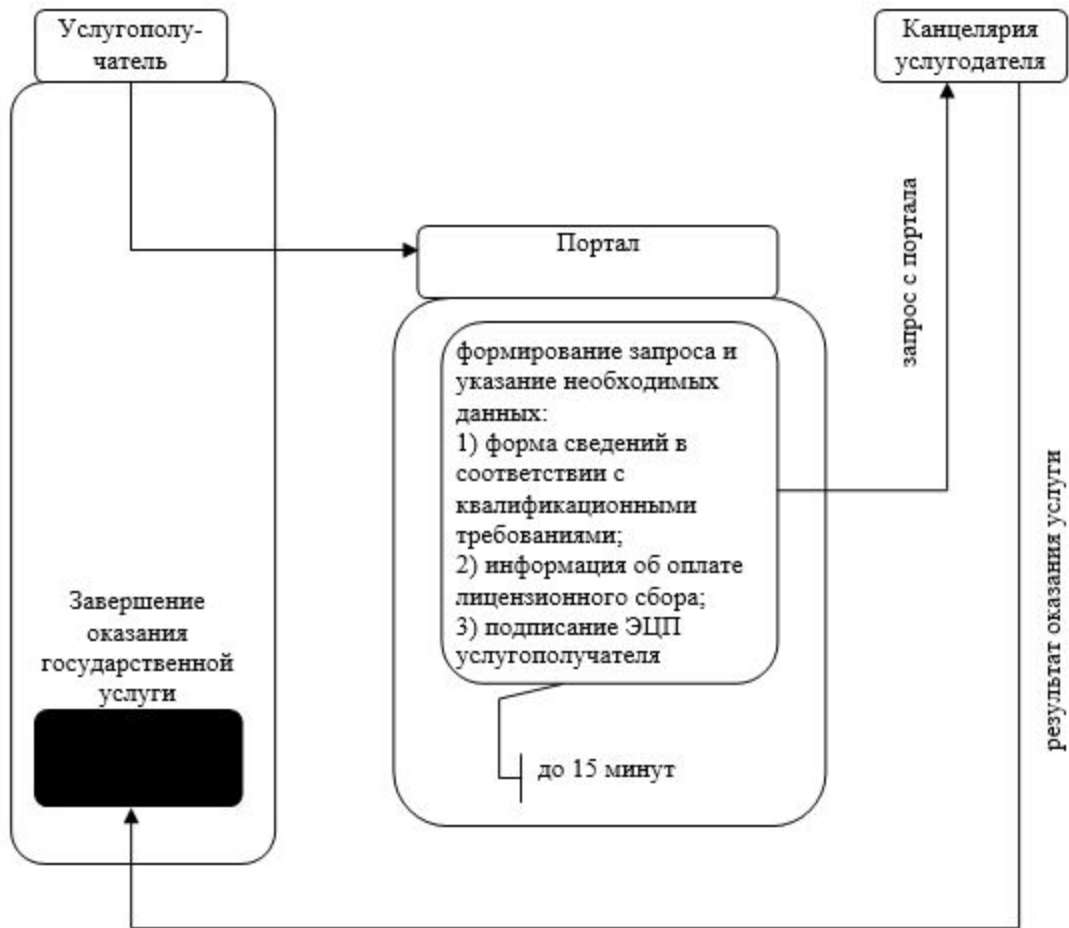 Услугополу-
чатель
Канцелярия
услугодателя
Портал
формирование запроса и
указание необходимых
данных:
1) форма сведений в
соответствии с
квалификационными
требованиями;
2) информация об оплате
лицензионного сбора;
3) подписание ЭЦП
услугополучателя
до 15 минут
запрос с портала
результат оказания услуги
Завершение
оказания
государственной
услуги